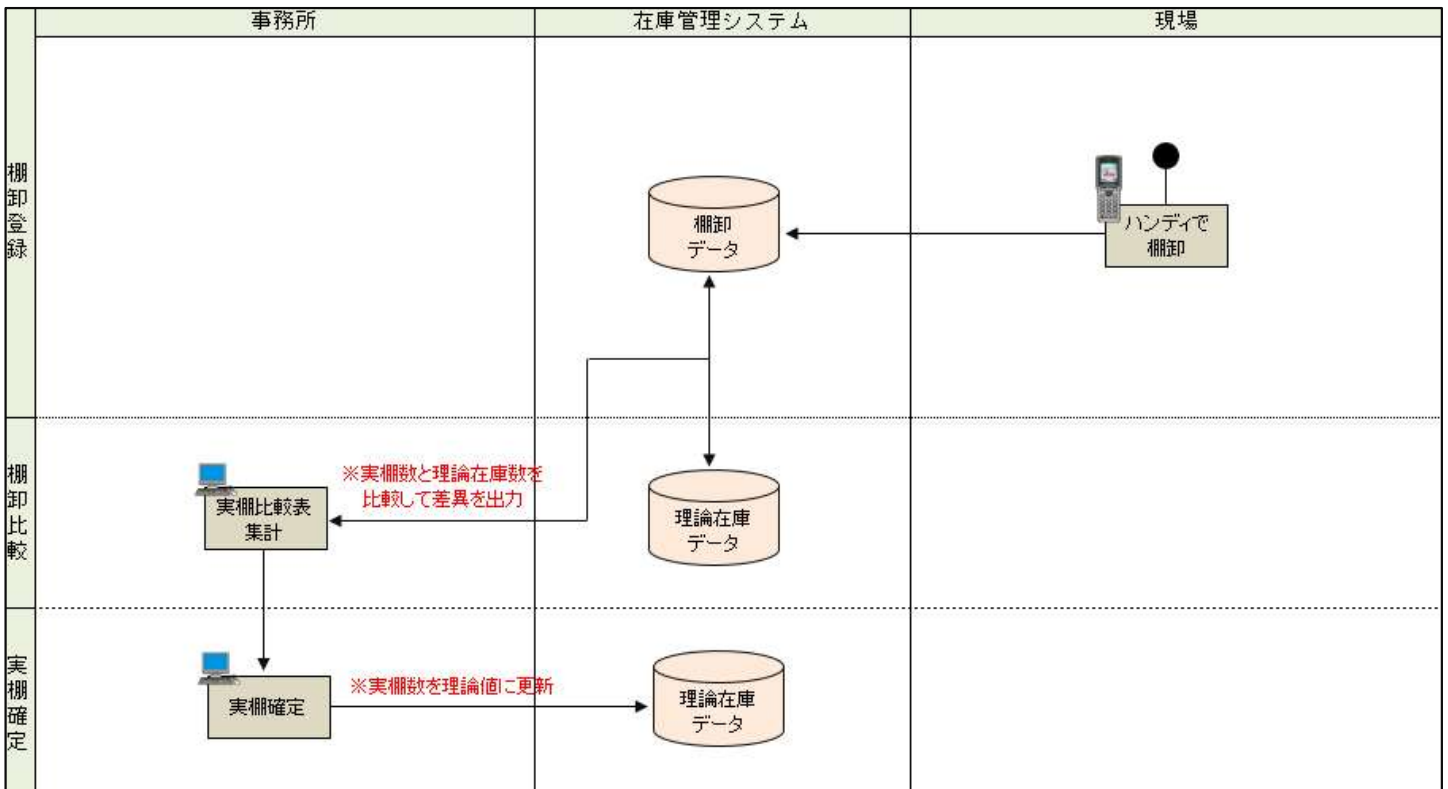 事務所
在庫管理システム
現場
棚卸登録
棚卸
データ
ハンディで
棚卸
棚卸比較
実棚比較表
集計
※実棚数と理論在庫数を
比較して差異を出力
理論在庫
データ
実棚確定
実棚確定
※実棚数を理論値に更新
理論在庫
データ